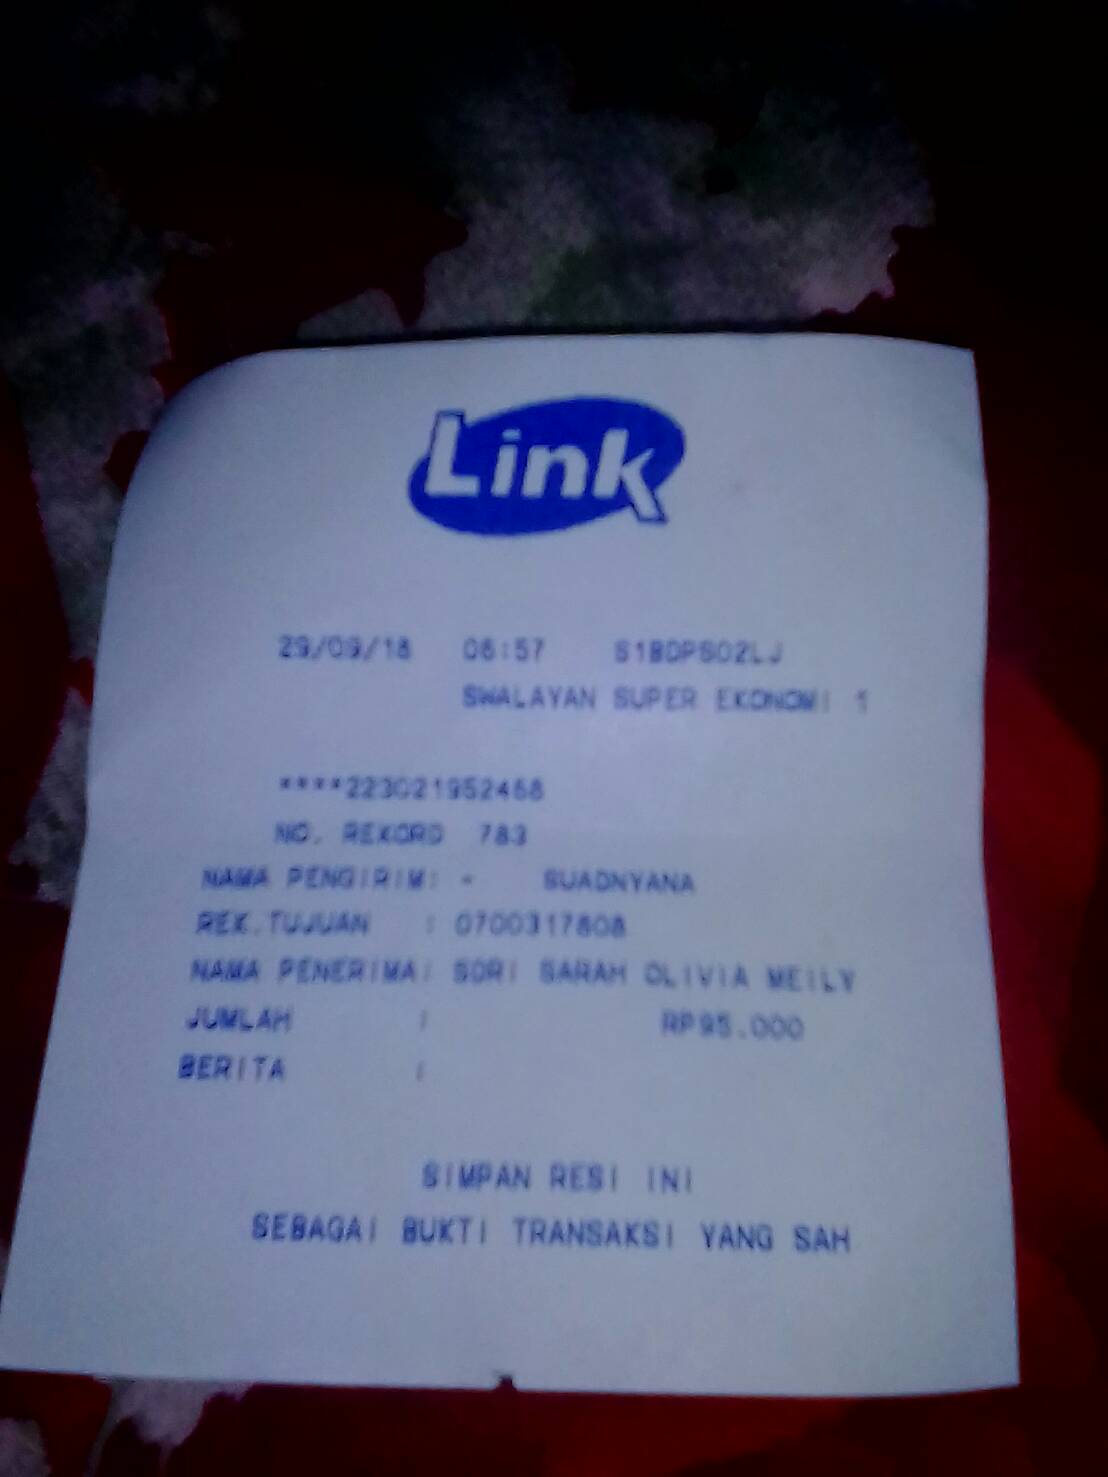 Link
29/09/18 06:57 S1BDPS02LJ
SWALAYAN SUPER EKONOMI 1
****223021952468
NO. REKORD 783
NAMA PENGIRIM: - SUADNYANA
REK.TUJUAN : 0700317808
NAMA PENERIMA: SDRI SARAH OLIVIA MEILY
JUMLAH : RP95.000
BERITA :
SIMPAN RESI INI
SEBAGAI BUKTI TRANSAKSI YANG SAH